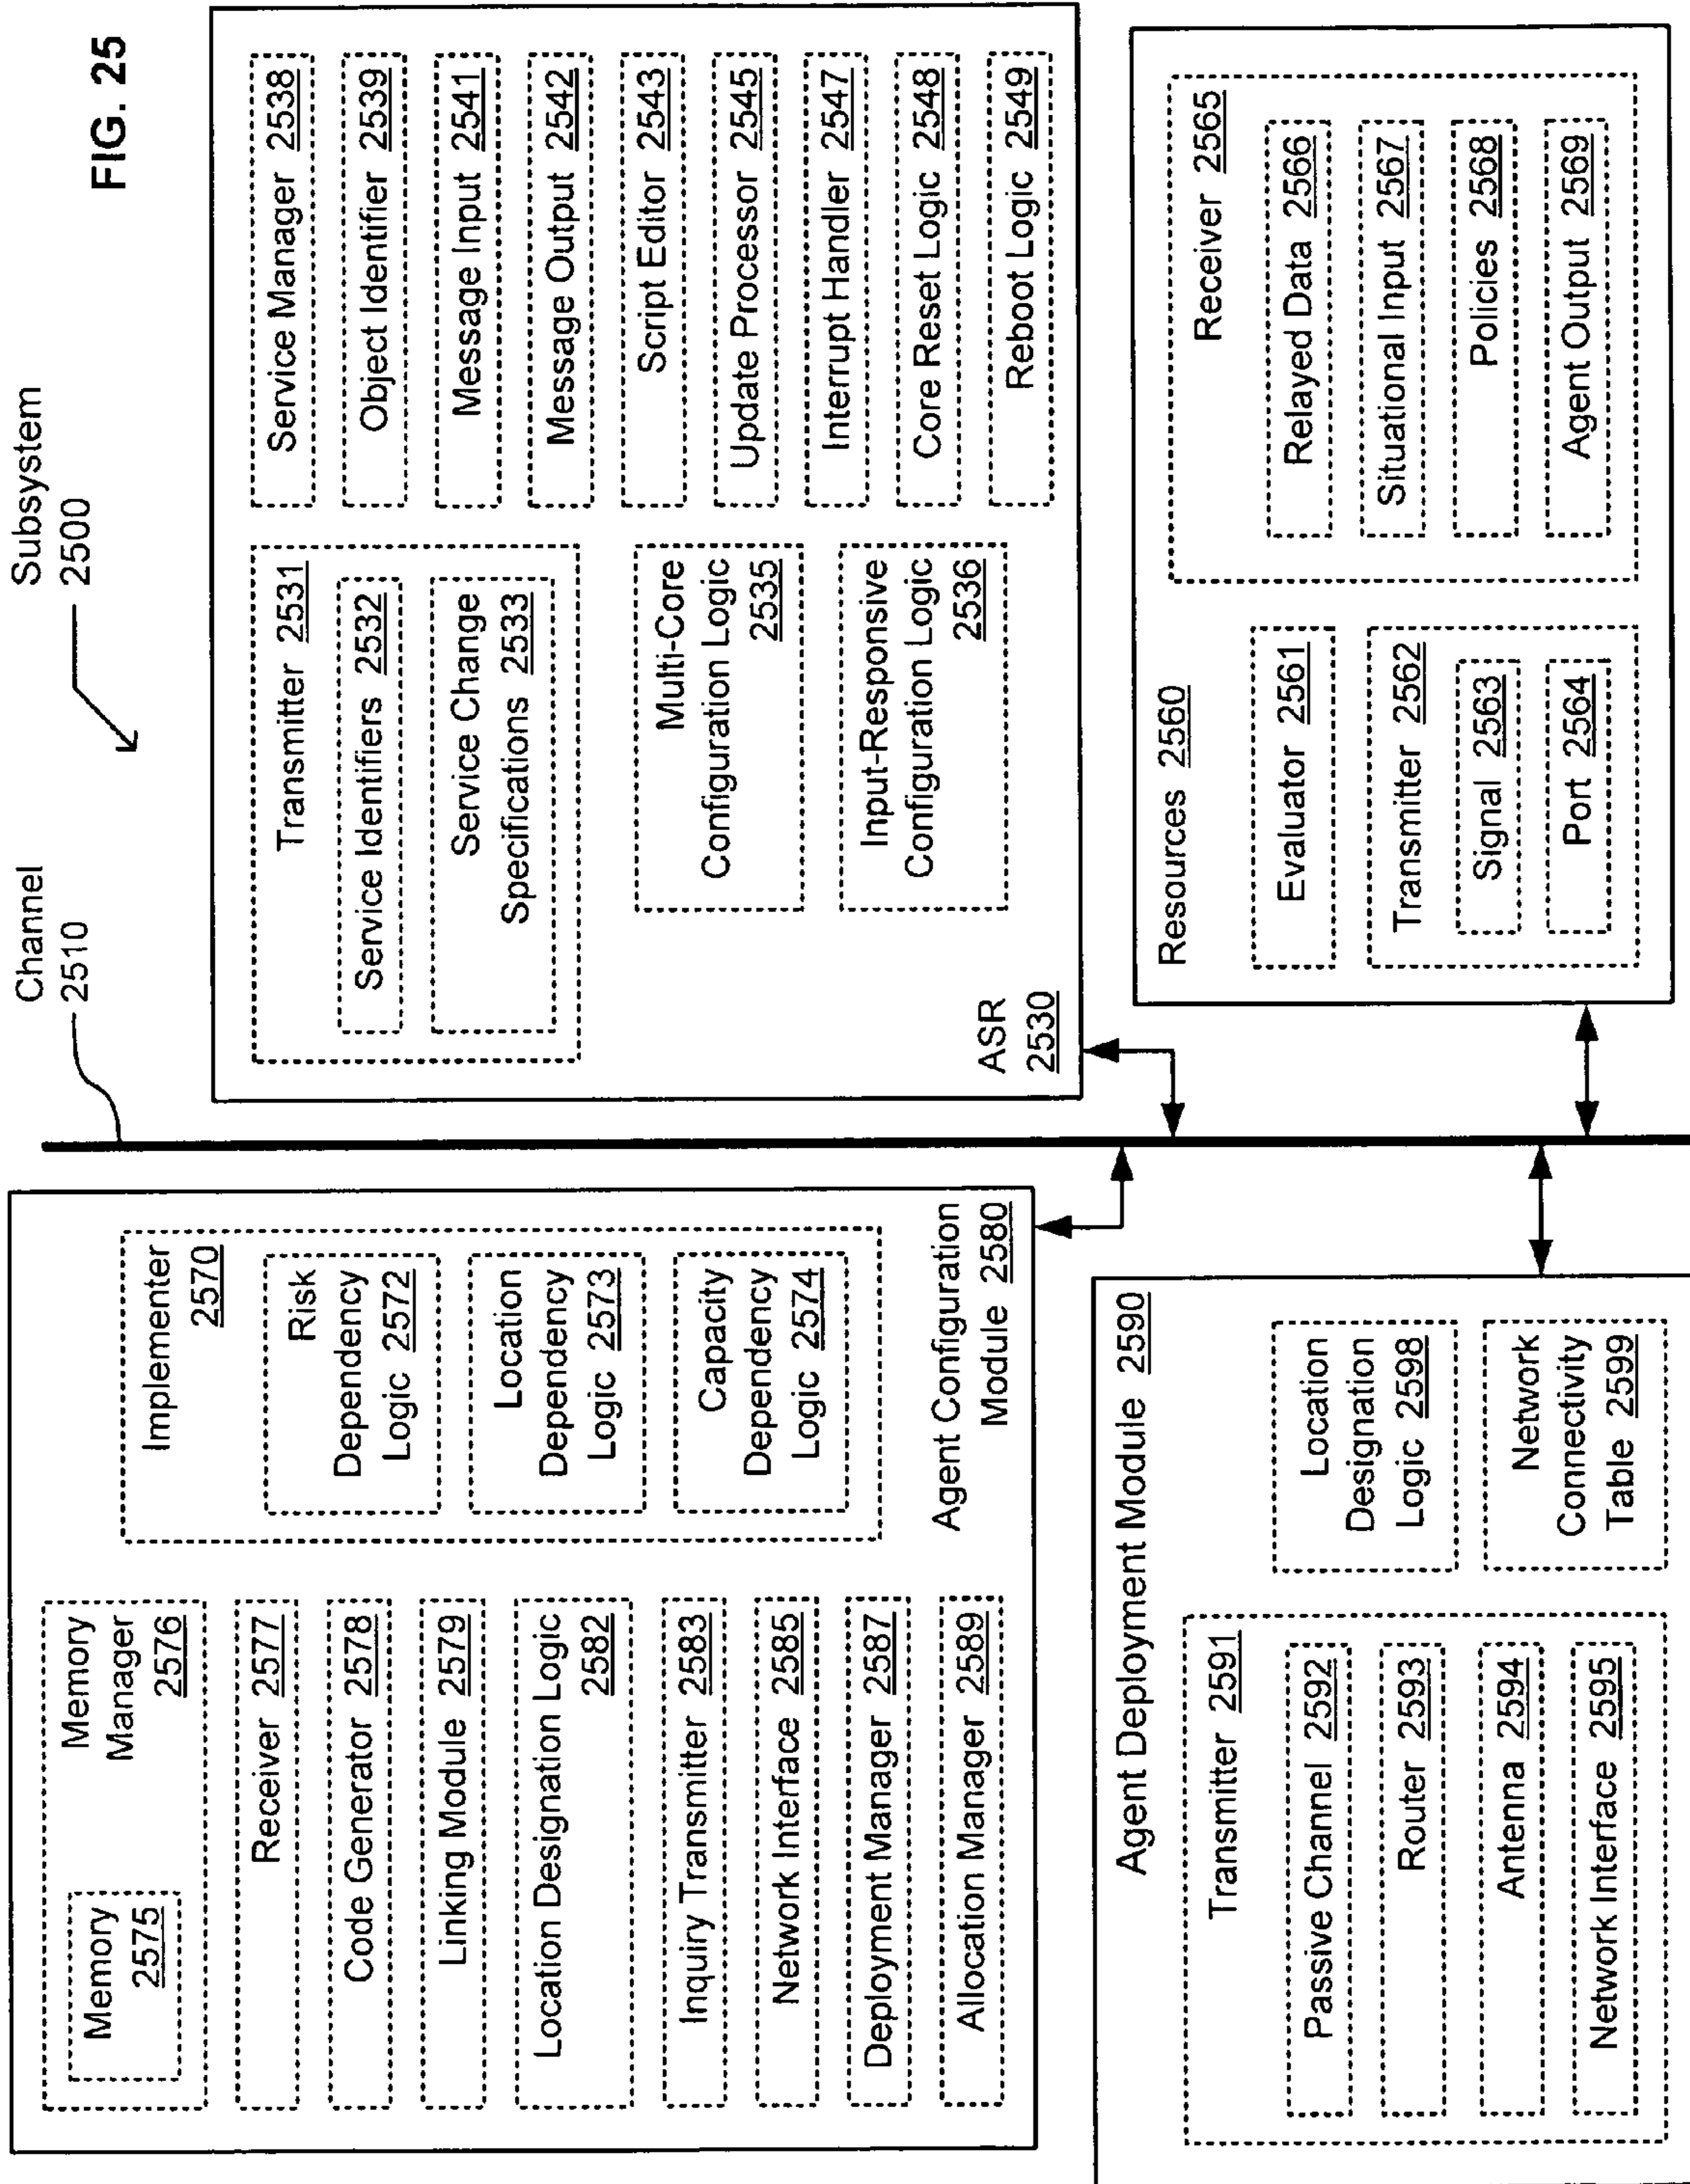 FIG. 25
Subsystem
2500
Channel
2510
Memory
Manager
2576
Memory
2575
Receiver 2577
Code Generator 2578
Linking Module 2579
Location Designation Logic
2582
Inquiry Transmitter 2583
Network Interface 2585
Deployment Manager 2587
Allocation Manager 2589
Implementer
2570
Risk
Dependency
Logic 2572
Location
Dependency
Logic 2573
Capacity
Dependency
Logic 2574
Agent Configuration
Module 2580
Transmitter 2531
Service Identifiers 2532
Service Change
Specifications 2533
Multi-Core
Configuration Logic
2535
Input-Responsive
Configuration Logic
2536
ASR
2530
Service Manager 2538
Object Identifier 2539
Message Input 2541
Message Output 2542
Script Editor 2543
Update Processor 2545
Interrupt Handler 2547
Core Reset Logic 2548
Reboot Logic 2549
Agent Deployment Module 2590
Transmitter 2591
Passive Channel 2592
Router 2593
Antenna 2594
Network Interface 2595
Location
Designation
Logic 2598
Network
Connectivity
Table 2599
Resources 2560
Evaluator 2561
Transmitter 2562
Signal 2563
Port 2564
Receiver 2565
Relayed Data 2566
Situational Input 2567
Policies 2568
Agent Output 2569